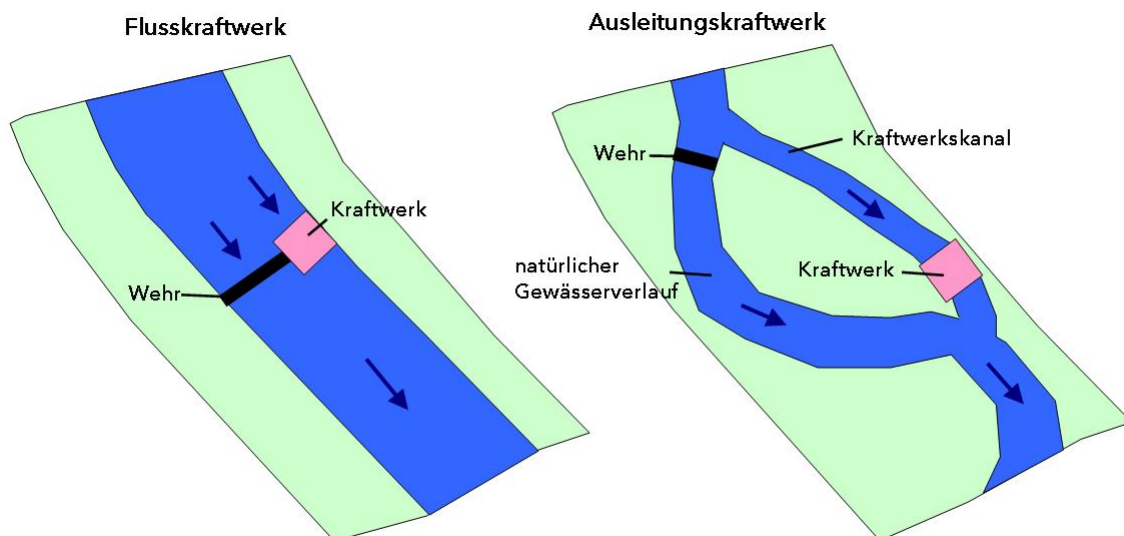 Flusskraftwerk
Kraftwerk
Wehr
Ausleitungskraftwerk
Wehr
Kraftwerkskanal
natürlicher
Gewässerverlauf
Kraftwerk